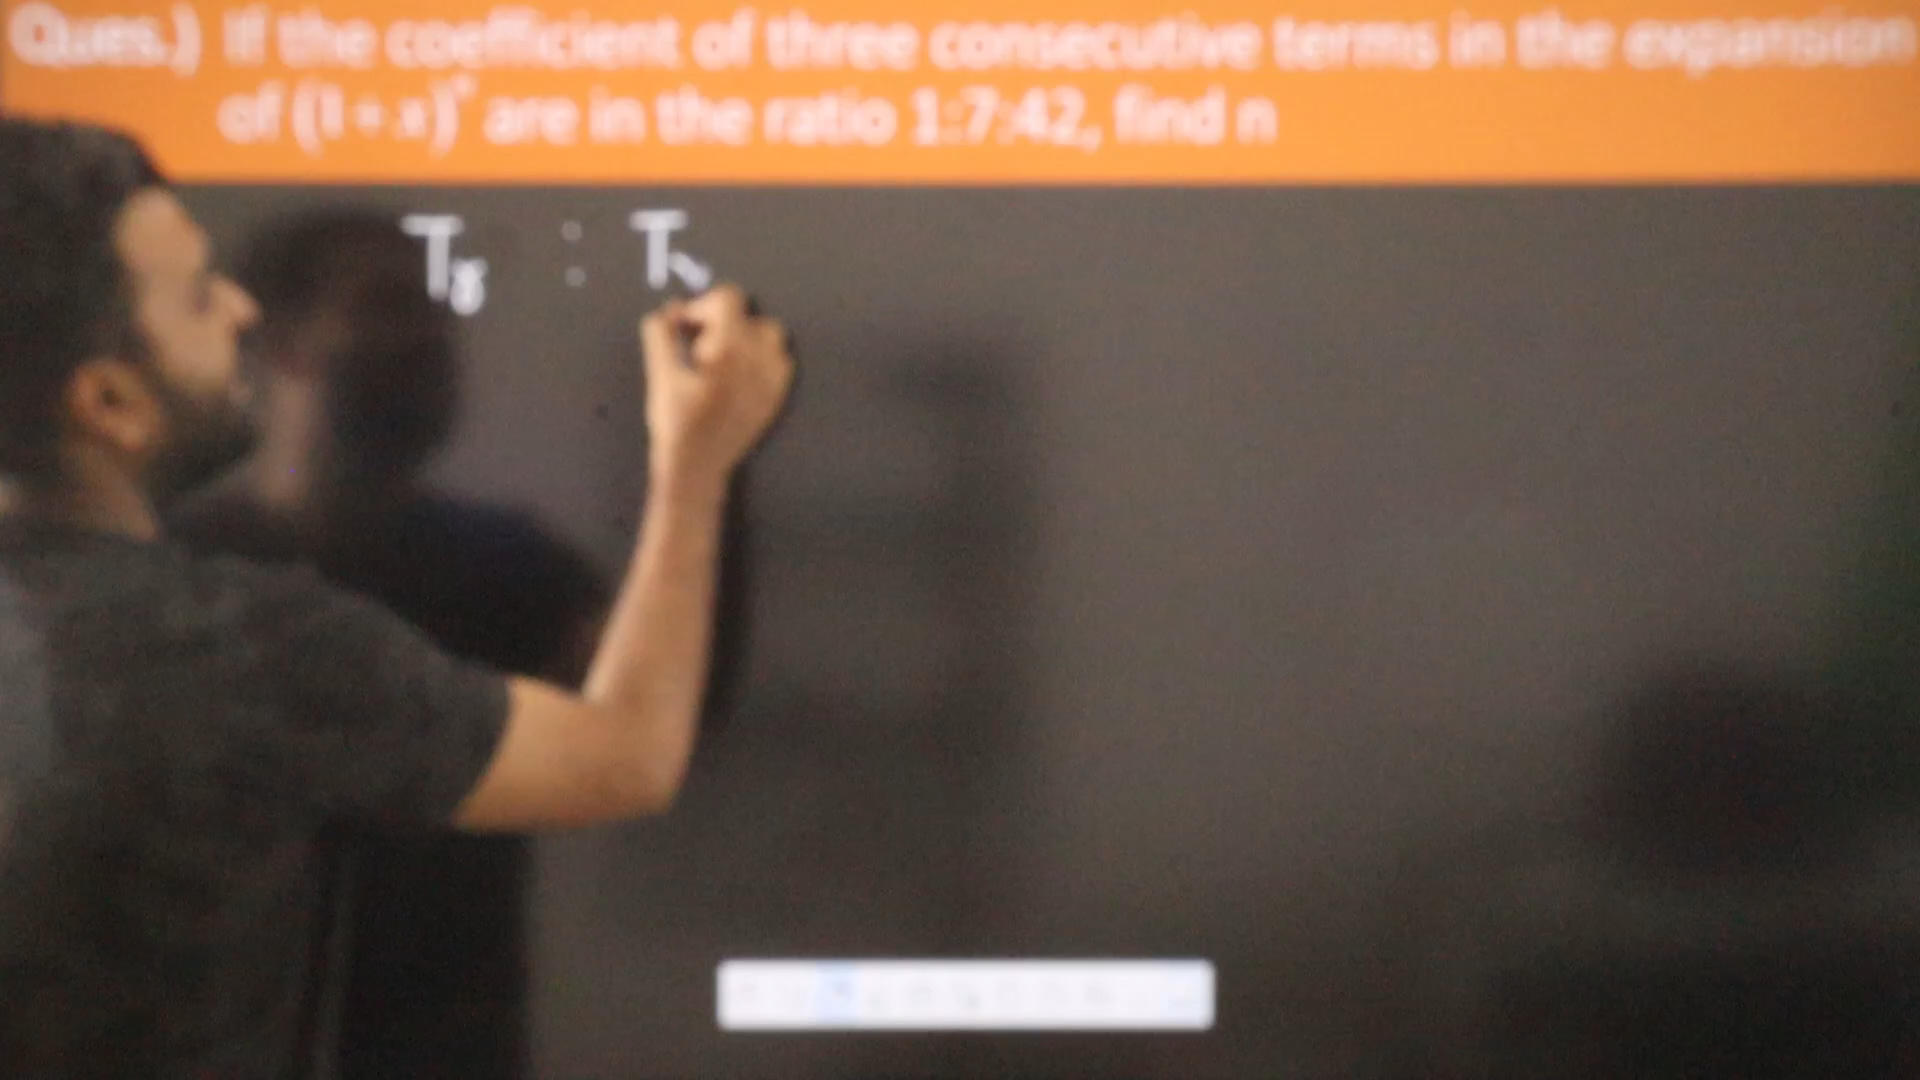 Ques.) If the coefficient of three consecutive terms in the expansion
of (1+x)ⁿ are in the ratio 1:7:42, find n
Tr : T